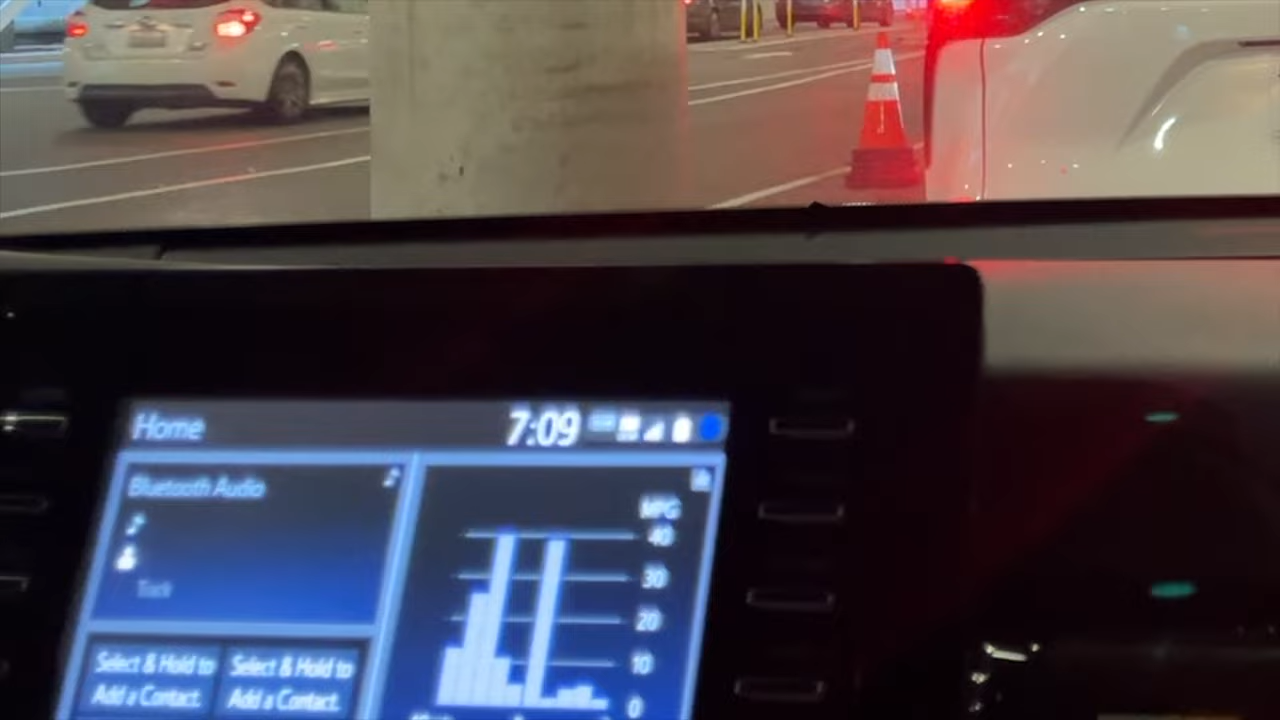 Home 7:09
Bluetooth Audio
MPG
40
30
20
10
0
Select & Hold to
Add a Contact
Select & Hold to
Add a Contact